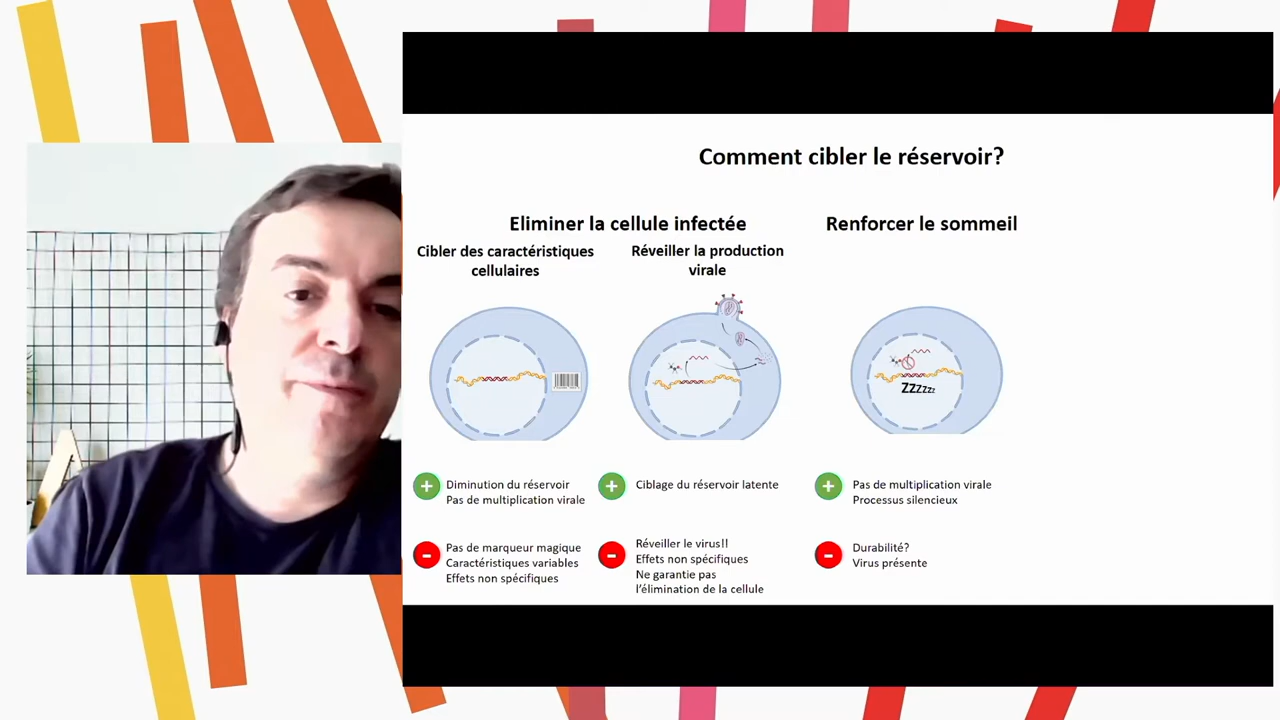 Comment cibler le réservoir?
Eliminer la cellule infectée
Cibler des caractéristiques
cellulaires
Diminution du réservoir
Pas de multiplication virale
Pas de marqueur magique
Caractéristiques variables
Effets non spécifiques
Réveiller la production
virale
Ciblage du réservoir latente
Réveiller le virus!!
Effets non spécifiques
Ne garantie pas
l'élimination de la cellule
Renforcer le sommeil
ZZZzzz
Pas de multiplication virale
Processus silencieux
Durabilité?
Virus présente